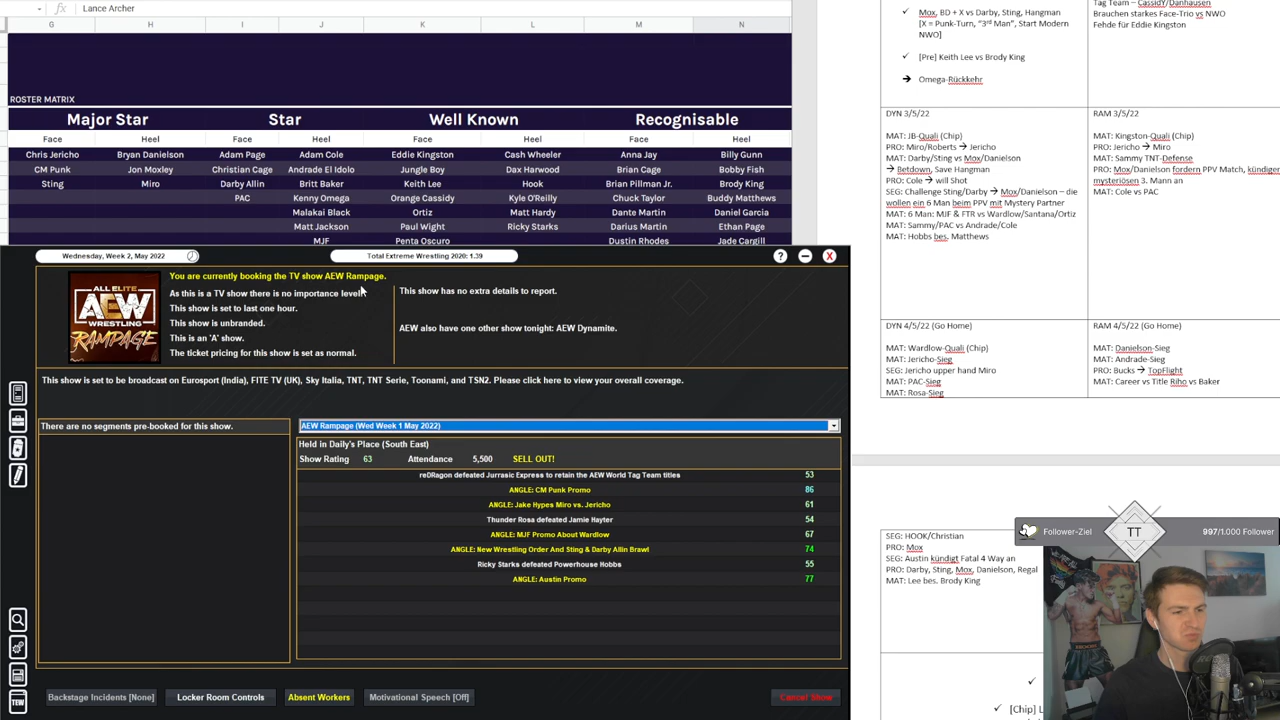 fx Lance Archer
G H I J K L M N
ROSTER MATRIX
Major Star Star Well Known Recognisable
Face Heel Face Heel Face Heel Face Heel
Chris Jericho Bryan Danielson Adam Page Adam Cole Eddie Kingston Cash Wheeler Anna Jay Billy Gunn
CM Punk Jon Moxley Christian Cage Andrade El Idolo Jungle Boy Dax Harwood Brian Cage Bobby Fish
Sting Miro Darby Allin Britt Baker Keith Lee Hook Brian Pillman Jr. Brody King
PAC Kenny Omega Orange Cassidy Kyle O'Reilly Chuck Taylor Buddy Matthews
Malakai Black Ortiz Matt Hardy Dante Martin Daniel Garcia
Matt Jackson Paul Wight Ricky Starks Darius Martin Ethan Page
MJF Penta Oscuro Dustin Rhodes Jade Cargill
Wednesday, Week 2, May 2022
Total Extreme Wrestling 2020: 1.39
? X
ALL ELITE
AEW
WRESTLING
RAMPAGE
You are currently booking the TV show AEW Rampage.
As this is a TV show there is no importance level.
This show is set to last one hour.
This show is unbranded.
This is an 'A' show.
The ticket pricing for this show is set as normal.
This show has no extra details to report.
AEW also have one other show tonight: AEW Dynamite.
This show is set to be broadcast on Eurosport (India), FITE TV (UK), Sky Italia, TNT, TNT Serie, Toonami, and TSN2. Please click here to view your overall coverage.
There are no segments pre-booked for this show.
AEW Rampage (Wed Week 1 May 2022)
Held in Daily's Place (South East)
Show Rating 63 Attendance 5,500 SELL OUT!
reDRagon defeated Jurrasic Express to retain the AEW World Tag Team titles 53
ANGLE: CM Punk Promo 86
ANGLE: Jake Hypes Miro vs. Jericho 61
Thunder Rosa defeated Jamie Hayter 54
ANGLE: MJF Promo About Wardlow 67
ANGLE: New Wrestling Order And Sting & Darby Allin Brawl 74
Ricky Starks defeated Powerhouse Hobbs 55
ANGLE: Austin Promo 77
TEW
Backstage Incidents [None]
Locker Room Controls
Absent Workers
Motivational Speech [Off]
Cancel Show
✓ Mox, BD + X vs Darby, Sting, Hangman
[X = Punk-Turn, "3rd Man", Start Modern
NWO]
✓ [Pre] Keith Lee vs Brody King
➔ Omega-Rückkehr
Tag Team – CassidY/Danhausen
Brauchen starkes Face-Trio vs NWO
Fehde für Eddie Kingston
DYN 3/5/22
MAT: JB-Quali (Chip)
PRO: Miro/Roberts → Jericho
MAT: Darby/Sting vs Mox/Danielson
→ Betdown, Save Hangman
PRO: Cole → will Shot
SEG: Challenge Sting/Darby → Mox/Danielson – die
wollen ein 6 Man beim PPV mit Mystery Partner
MAT: 6 Man: MJF & FTR vs Wardlow/Santana/Ortiz
MAT: Sammy/PAC vs Andrade/Cole
MAT: Hobbs bes. Matthews
RAM 3/5/22
MAT: Kingston-Quali (Chip)
PRO: Jericho → Miro
MAT: Sammy TNT-Defense
PRO: Mox/Danielson fordern PPV Match, kündigen
mysteriösen 3. Mann an
MAT: Cole vs PAC
DYN 4/5/22 (Go Home)
MAT: Wardlow-Quali (Chip)
MAT: Jericho-Sieg
SEG: Jericho upper hand Miro
MAT: PAC-Sieg
MAT: Rosa-Sieg
RAM 4/5/22 (Go Home)
MAT: Danielson-Sieg
MAT: Andrade-Sieg
PRO: Bucks → TopFlight
MAT: Career vs Title Riho vs Baker
SEG: HOOK/Christian
PRO: Mox
SEG: Austin kündigt Fatal 4 Way an
PRO: Darby, Sting, Mox, Danielson, Regal
MAT: Lee bes. Brody King
Follower-Ziel TT 997/1.000 Follower
✓
✓ [Chip] L